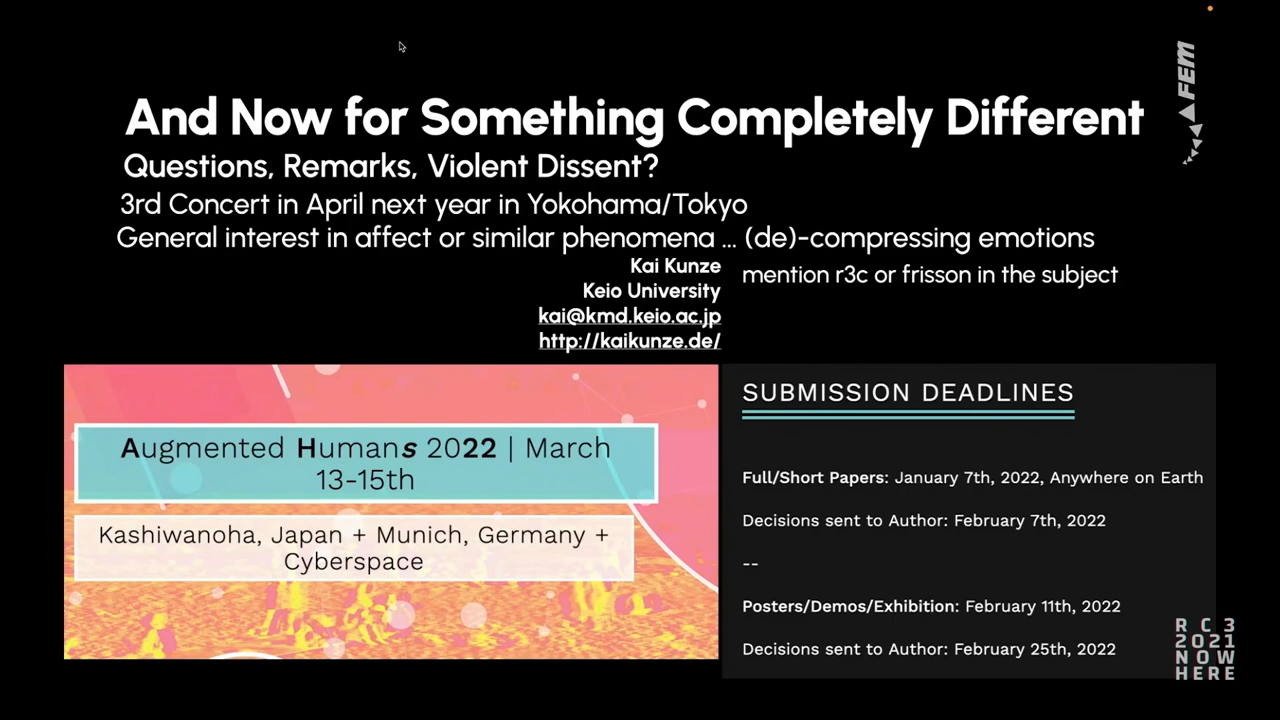 And Now for Something Completely Different
Questions, Remarks, Violent Dissent?
3rd Concert in April next year in Yokohama/Tokyo
General interest in affect or similar phenomena ... (de)-compressing emotions
Kai Kunze
Keio University
kai@kmd.keio.ac.jp
http://kaikunze.de/
mention r3c or frisson in the subject
Augmented Humans 2022 | March
13-15th
Kashiwanoha, Japan + Munich, Germany +
Cyberspace
SUBMISSION DEADLINES
Full/Short Papers: January 7th, 2022, Anywhere on Earth
Decisions sent to Author: February 7th, 2022
--
Posters/Demos/Exhibition: February 11th, 2022
Decisions sent to Author: February 25th, 2022
FEM
RC3
2021
NOW
HERE